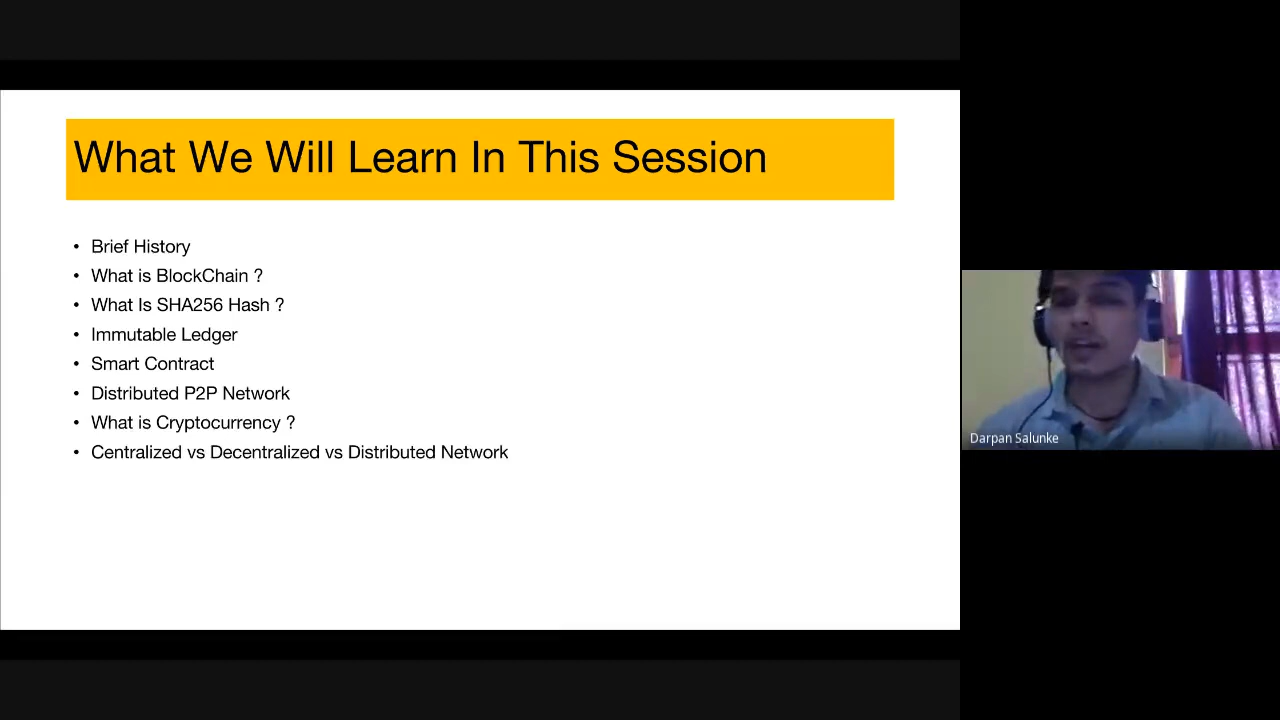 What We Will Learn In This Session
• Brief History
• What is BlockChain ?
• What Is SHA256 Hash ?
• Immutable Ledger
• Smart Contract
• Distributed P2P Network
• What is Cryptocurrency ?
• Centralized vs Decentralized vs Distributed Network
Darpan Salunke